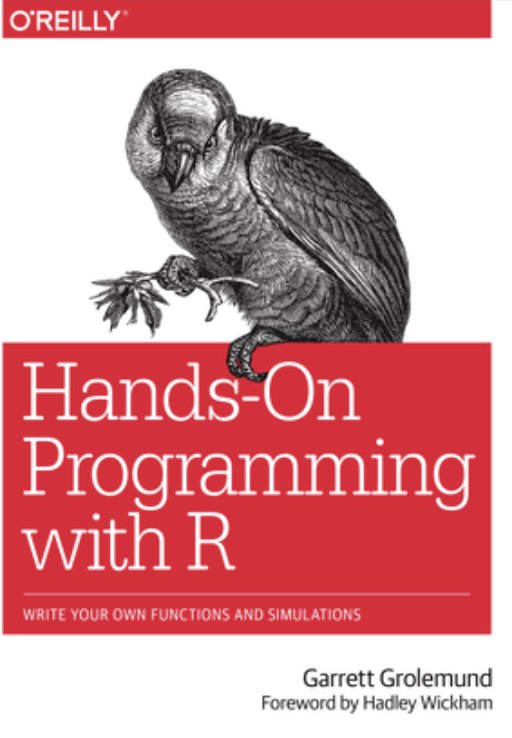 O'REILLY®
Hands-On
Programming
with R
WRITE YOUR OWN FUNCTIONS AND SIMULATIONS
Garrett Grolemund
Foreword by Hadley Wickham